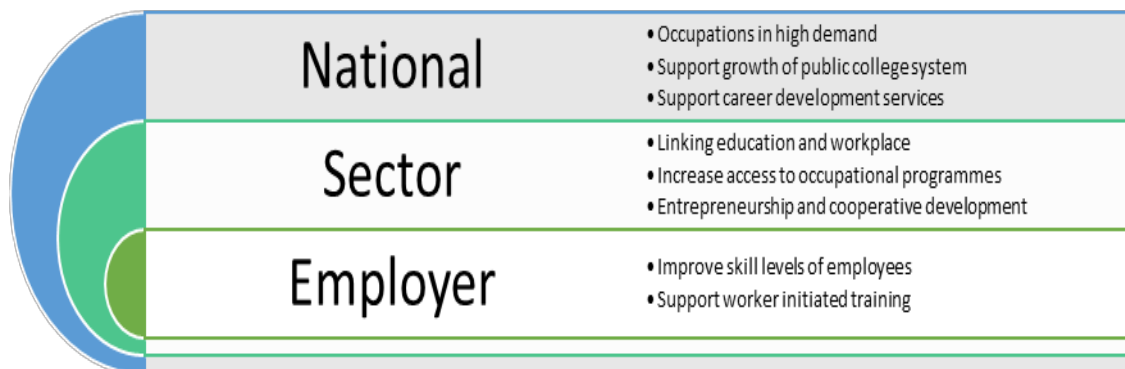 National
• Occupations in high demand
• Support growth of public college system
• Support career development services
Sector
• Linking education and workplace
• Increase access to occupational programmes
• Entrepreneurship and cooperative development
Employer
• Improve skill levels of employees
• Support worker initiated training